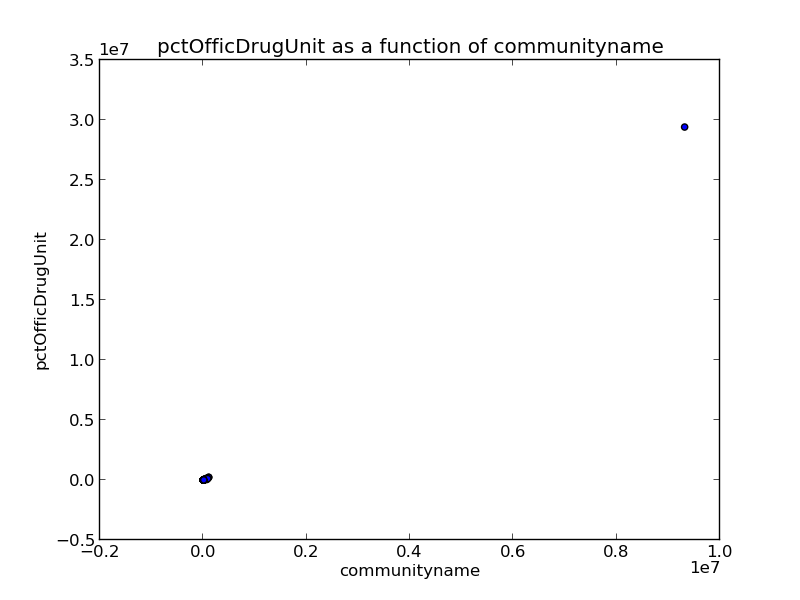 pctOfficDrugUnit as a function of communityname
1e7
3.5
3.0
2.5
2.0
1.5
1.0
0.5
0.0
−0.5
pctOfficDrugUnit
−0.2 0.0 0.2 0.4 0.6 0.8 1.0
1e7
communityname